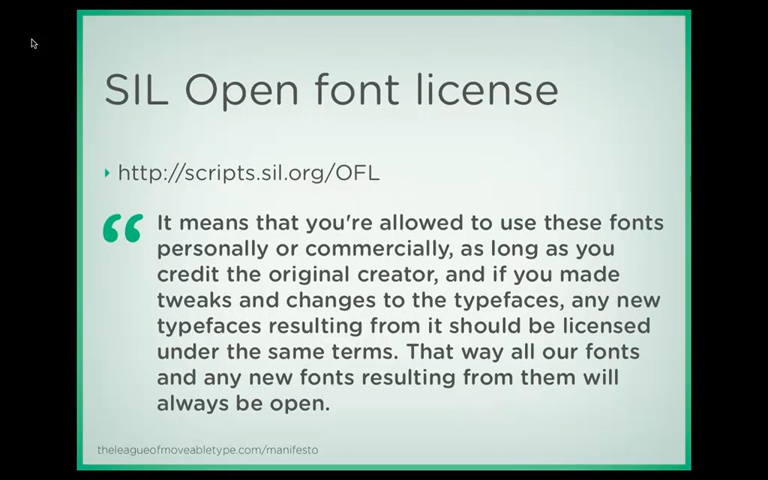 SIL Open font license
http://scripts.sil.org/OFL
“ It means that you're allowed to use these fonts
personally or commercially, as long as you
credit the original creator, and if you made
tweaks and changes to the typefaces, any new
typefaces resulting from it should be licensed
under the same terms. That way all our fonts
and any new fonts resulting from them will
always be open.
theleagueofmoveabletype.com/manifesto